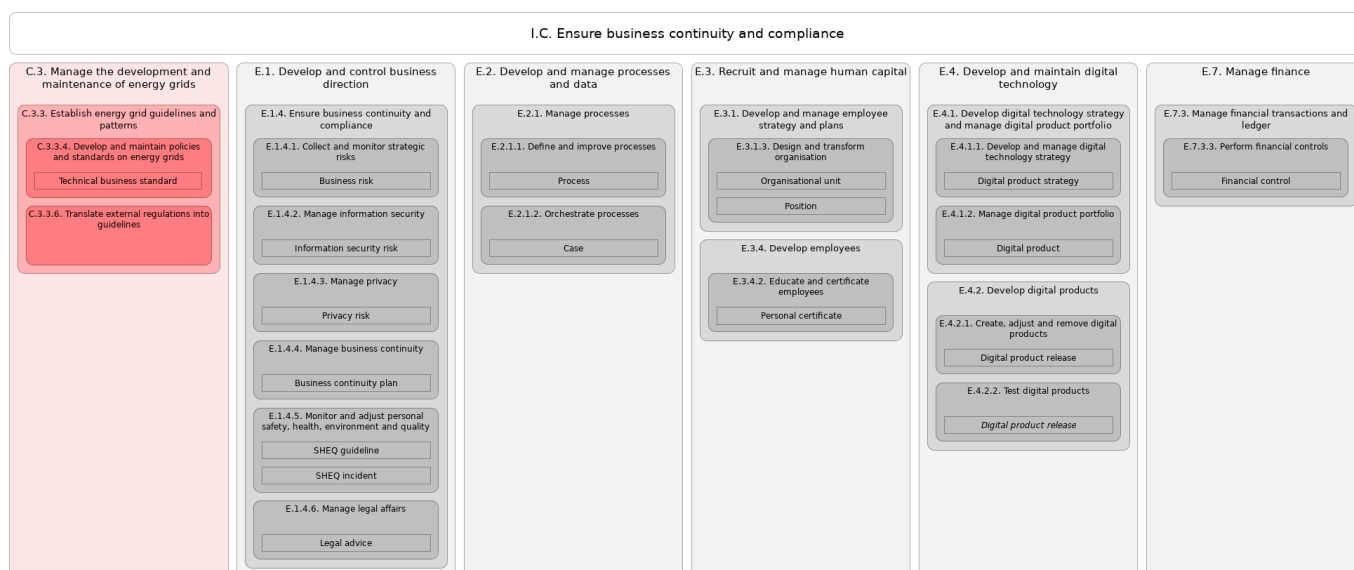 I.C. Ensure business continuity and compliance
C.3. Manage the development and
maintenance of energy grids
C.3.3. Establish energy grid guidelines and
patterns
C.3.3.4. Develop and maintain policies
and standards on energy grids
Technical business standard
C.3.3.6. Translate external regulations into
guidelines
E.1. Develop and control business
direction
E.1.4. Ensure business continuity and
compliance
E.1.4.1. Collect and monitor strategic
risks
Business risk
E.1.4.2. Manage information security
Information security risk
E.1.4.3. Manage privacy
Privacy risk
E.1.4.4. Manage business continuity
Business continuity plan
E.1.4.5. Monitor and adjust personal
safety, health, environment and quality
SHEQ guideline
SHEQ incident
E.1.4.6. Manage legal affairs
Legal advice
E.2. Develop and manage processes
and data
E.2.1. Manage processes
E.2.1.1. Define and improve processes
Process
E.2.1.2. Orchestrate processes
Case
E.3. Recruit and manage human capital
E.3.1. Develop and manage employee
strategy and plans
E.3.1.3. Design and transform
organisation
Organisational unit
Position
E.3.4. Develop employees
E.3.4.2. Educate and certificate
employees
Personal certificate
E.4. Develop and maintain digital
technology
E.4.1. Develop digital technology strategy
and manage digital product portfolio
E.4.1.1. Develop and manage digital
technology strategy
Digital product strategy
E.4.1.2. Manage digital product portfolio
Digital product
E.4.2. Develop digital products
E.4.2.1. Create, adjust and remove digital
products
Digital product release
E.4.2.2. Test digital products
Digital product release
E.7. Manage finance
E.7.3. Manage financial transactions and
ledger
E.7.3.3. Perform financial controls
Financial control